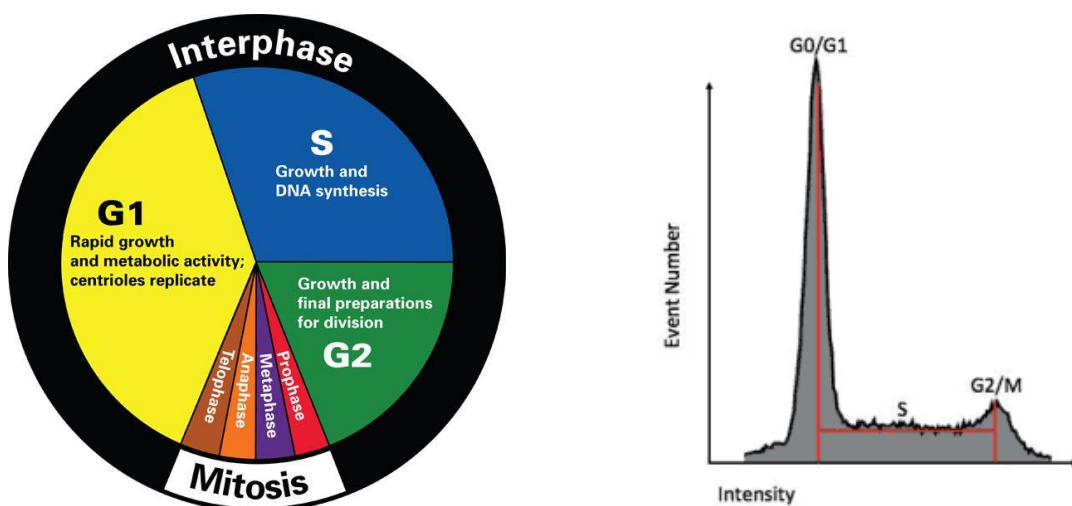 Interphase
S
Growth and
DNA synthesis
G1
Rapid growth
and metabolic activity;
centrioles replicate
Growth and
final preparations
for division
G2
Telophase
Anaphase
Metaphase
Prophase
Mitosis
G0/G1
Event Number
S
G2/M
Intensity